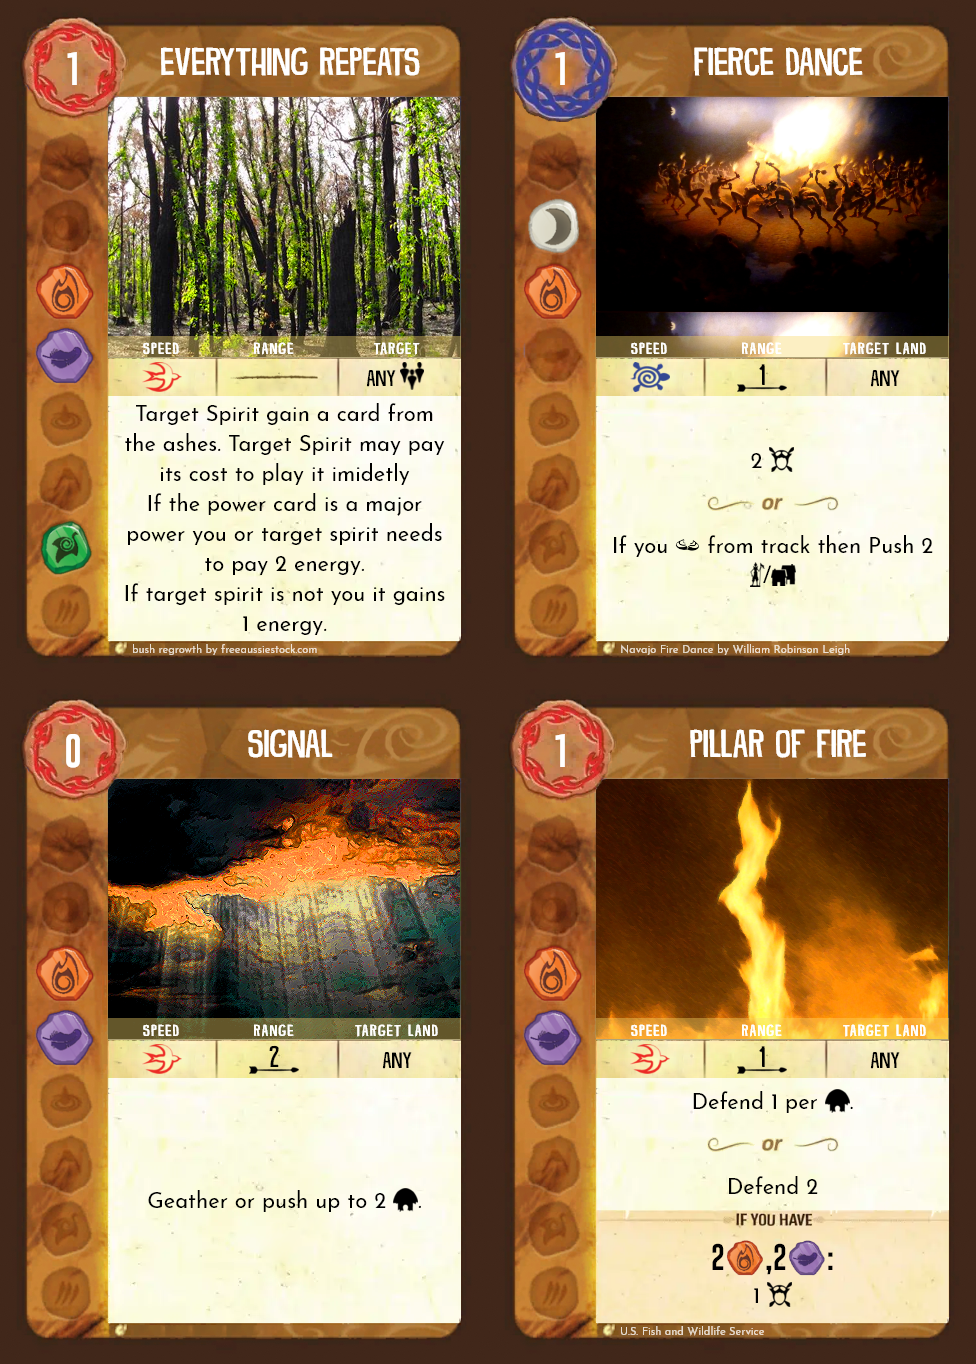 1
EVERYTHING REPEATS
SPEED RANGE TARGET
ANY
Target Spirit gain a card from
the ashes. Target Spirit may pay
its cost to play it imidetly
If the power card is a major
power you or target spirit needs
to pay 2 energy.
If target spirit is not you it gains
1 energy.
bush regrowth by freeaussiestock.com
1
FIERCE DANCE
SPEED RANGE TARGET LAND
1 ANY
2
or
If you from track then Push 2
/
Navajo Fire Dance by William Robinson Leigh
0
SIGNAL
SPEED RANGE TARGET LAND
2 ANY
Geather or push up to 2 .
1
PILLAR OF FIRE
SPEED RANGE TARGET LAND
1 ANY
Defend 1 per .
or
Defend 2
IF YOU HAVE
2 ,2 :
1
U.S. Fish and Wildlife Service